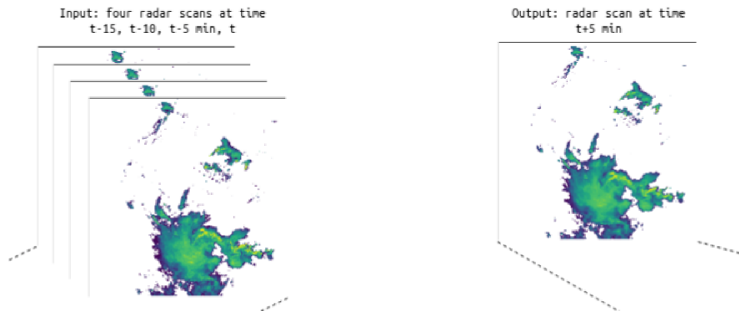 Input: four radar scans at time
t-15, t-10, t-5 min, t
Output: radar scan at time
t+5 min